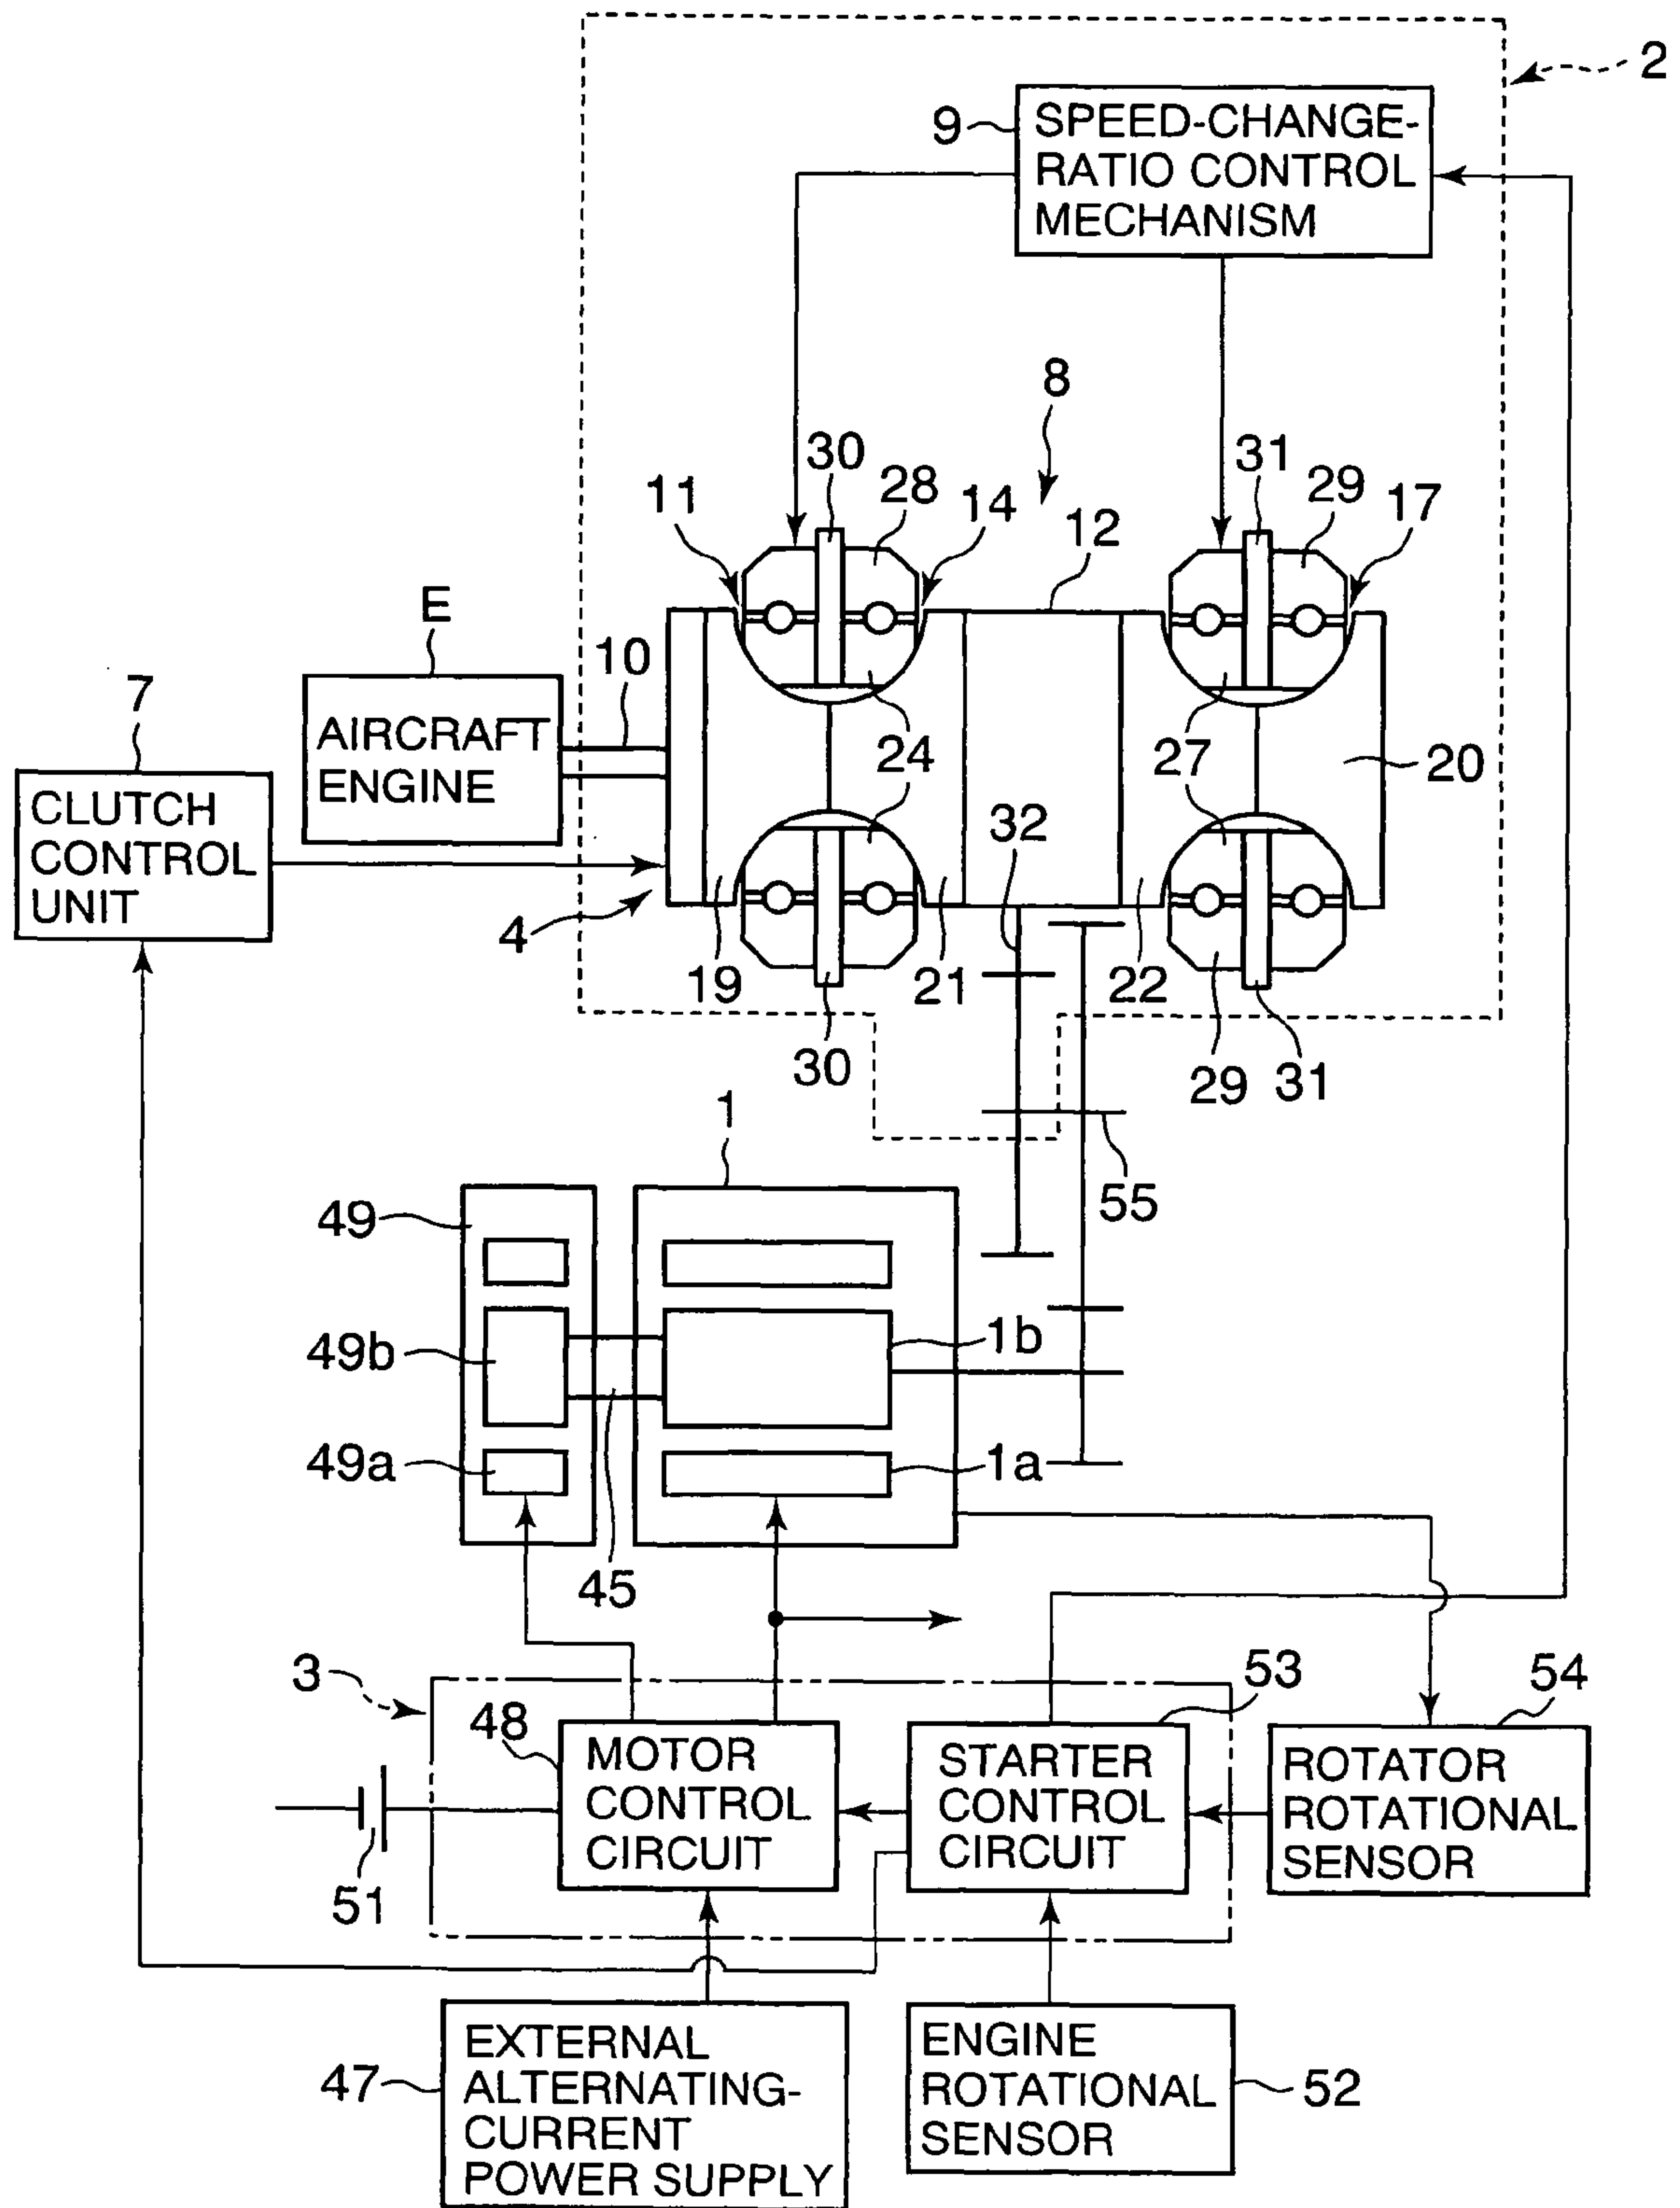 2
9
SPEED-CHANGE-
RATIO CONTROL
MECHANISM
8
30
31
11
28
14
29
17
12
E
10
7
AIRCRAFT
ENGINE
24
27
20
CLUTCH
CONTROL
UNIT
32
4
19
21
22
30
29
31
1
55
49
49b
1b
49a
1a
45
3
53
54
48
MOTOR
CONTROL
CIRCUIT
STARTER
CONTROL
CIRCUIT
ROTATOR
ROTATIONAL
SENSOR
51
EXTERNAL
ALTERNATING-
CURRENT
POWER SUPPLY
47
ENGINE
ROTATIONAL
SENSOR
52